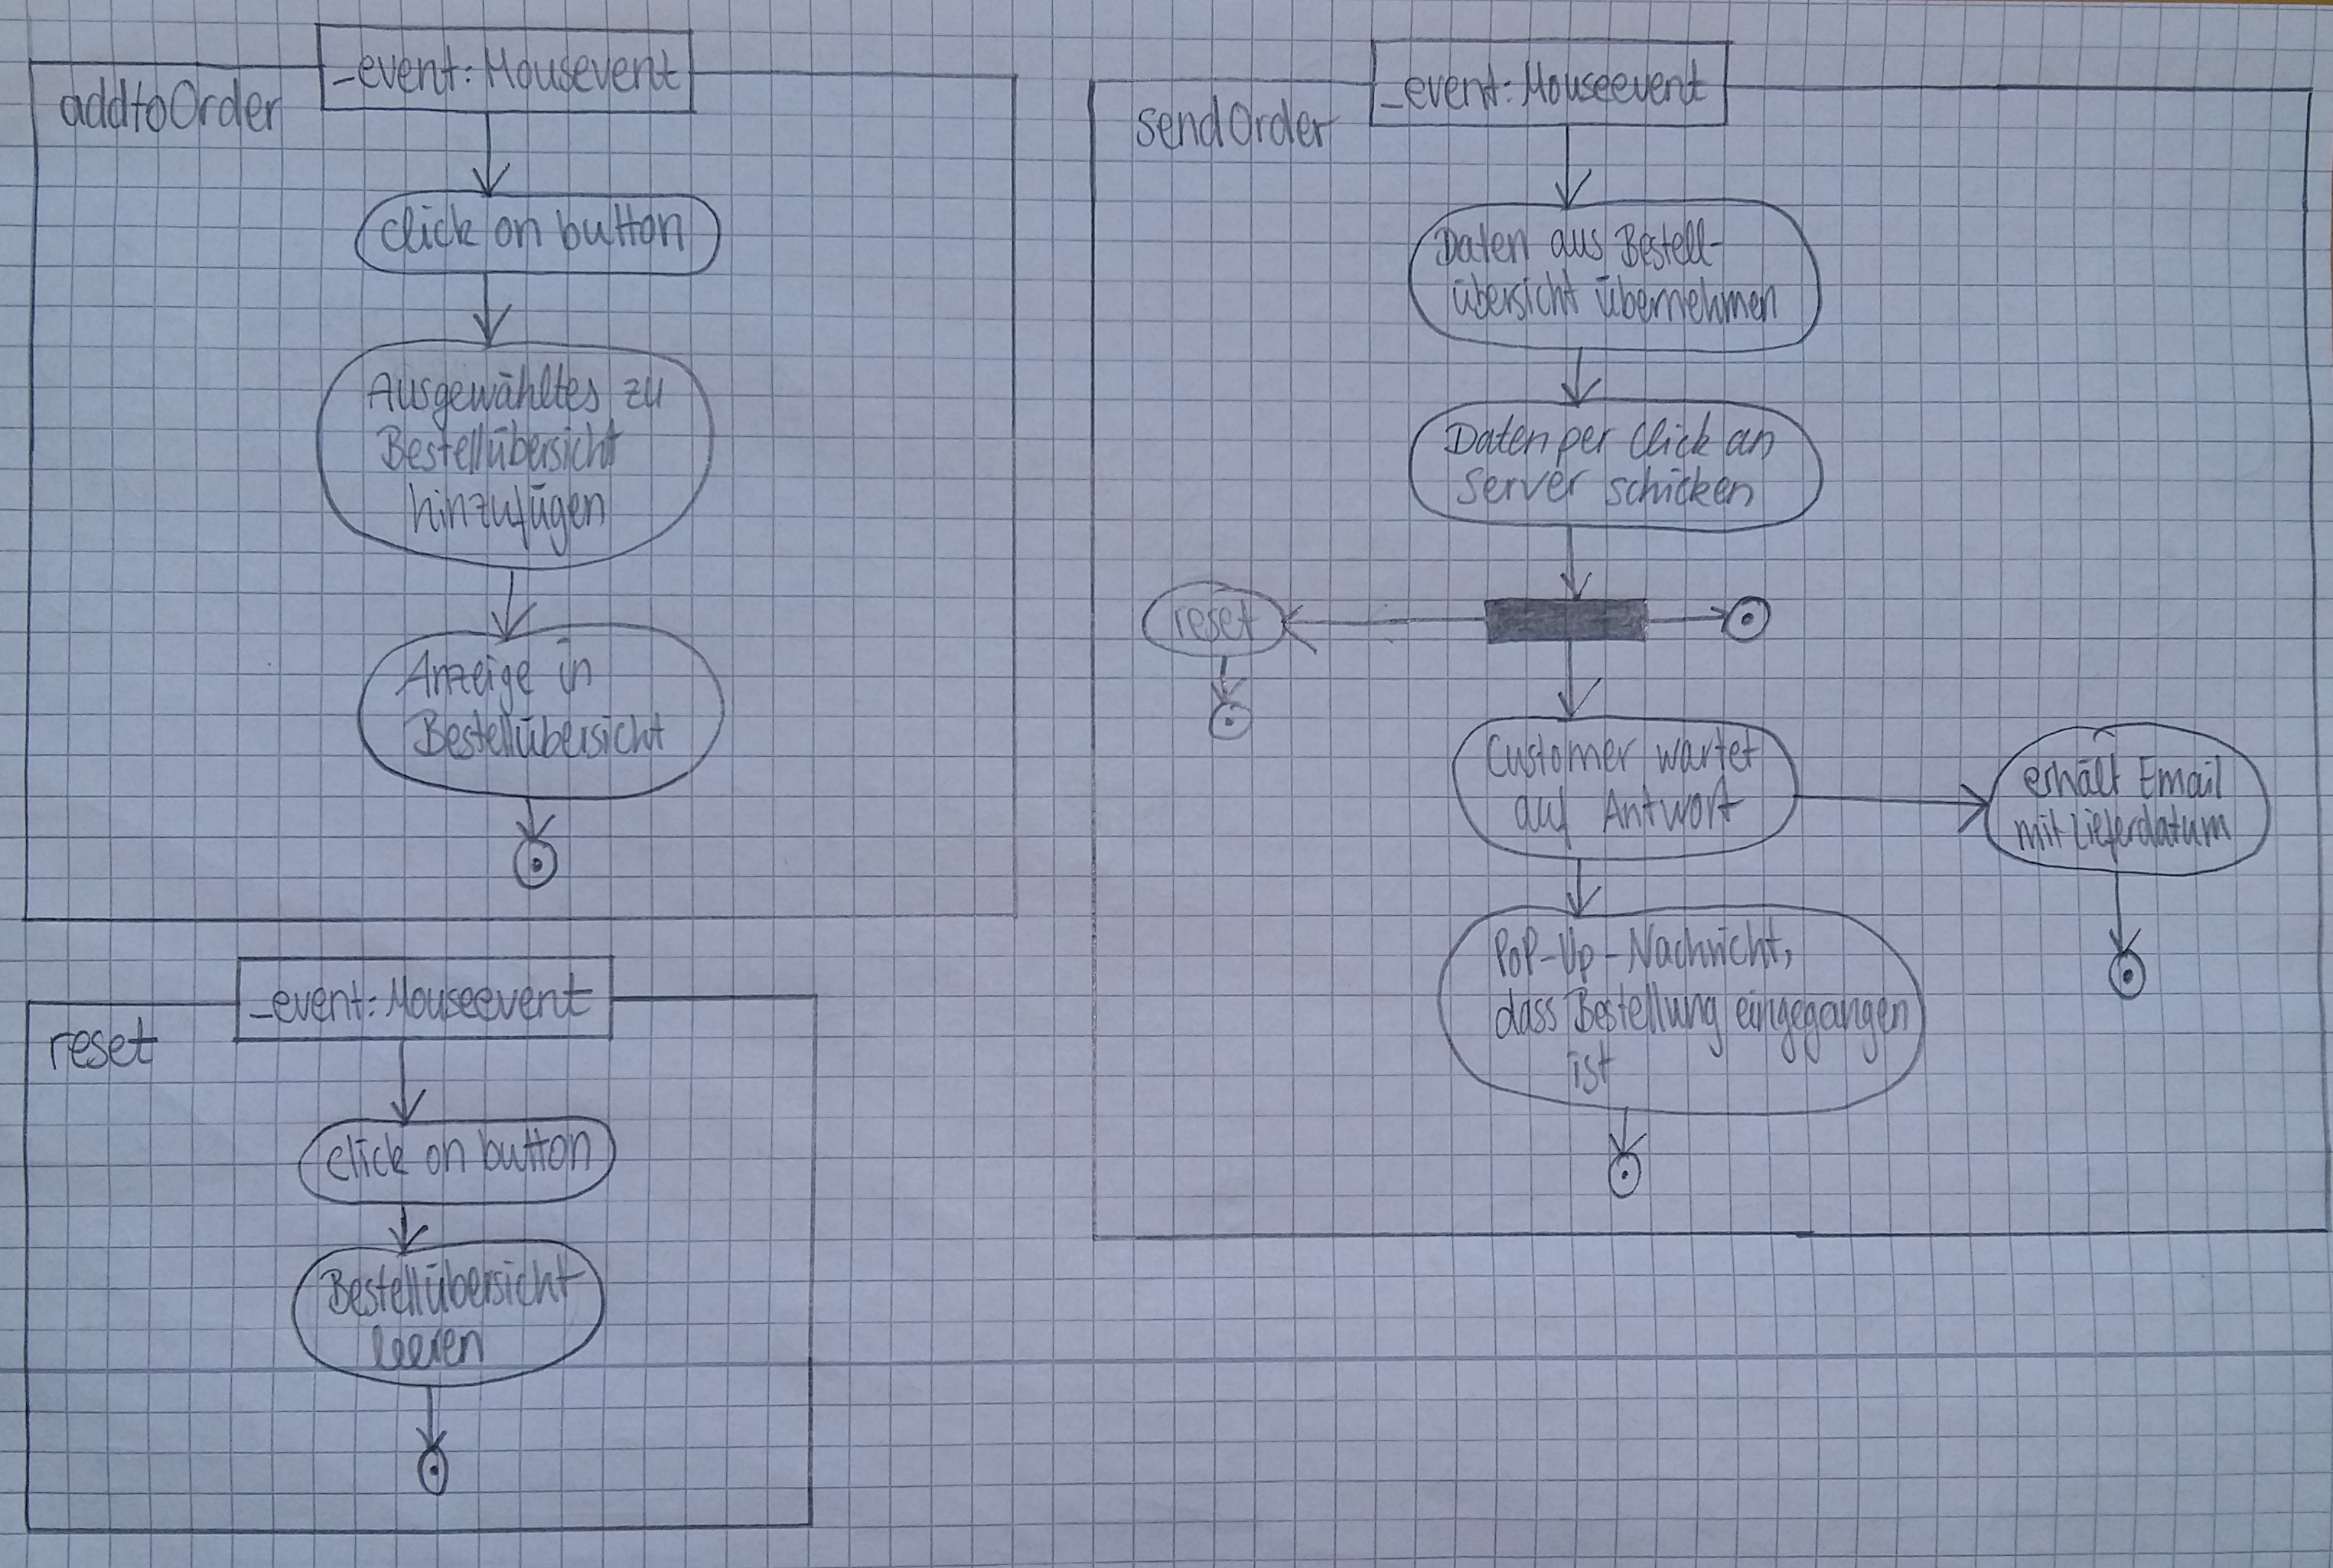 addtoOrder
_event: Mousevent
click on button
Ausgewähltes zu
Bestellübersicht
hinzufügen
Anzeige in
Bestellübersicht
reset
_event: Mouseevent
click on button
Bestellübersicht
leeren
sendOrder
_event: Mouseevent
Daten aus Bestell-
übersicht übernehmen
Daten per Click an
Server schicken
reset
Customer wartet
auf Antwort
erhält Email
mit Lieferdatum
PoP-Up-Nachricht,
dass Bestellung eingegangen
ist